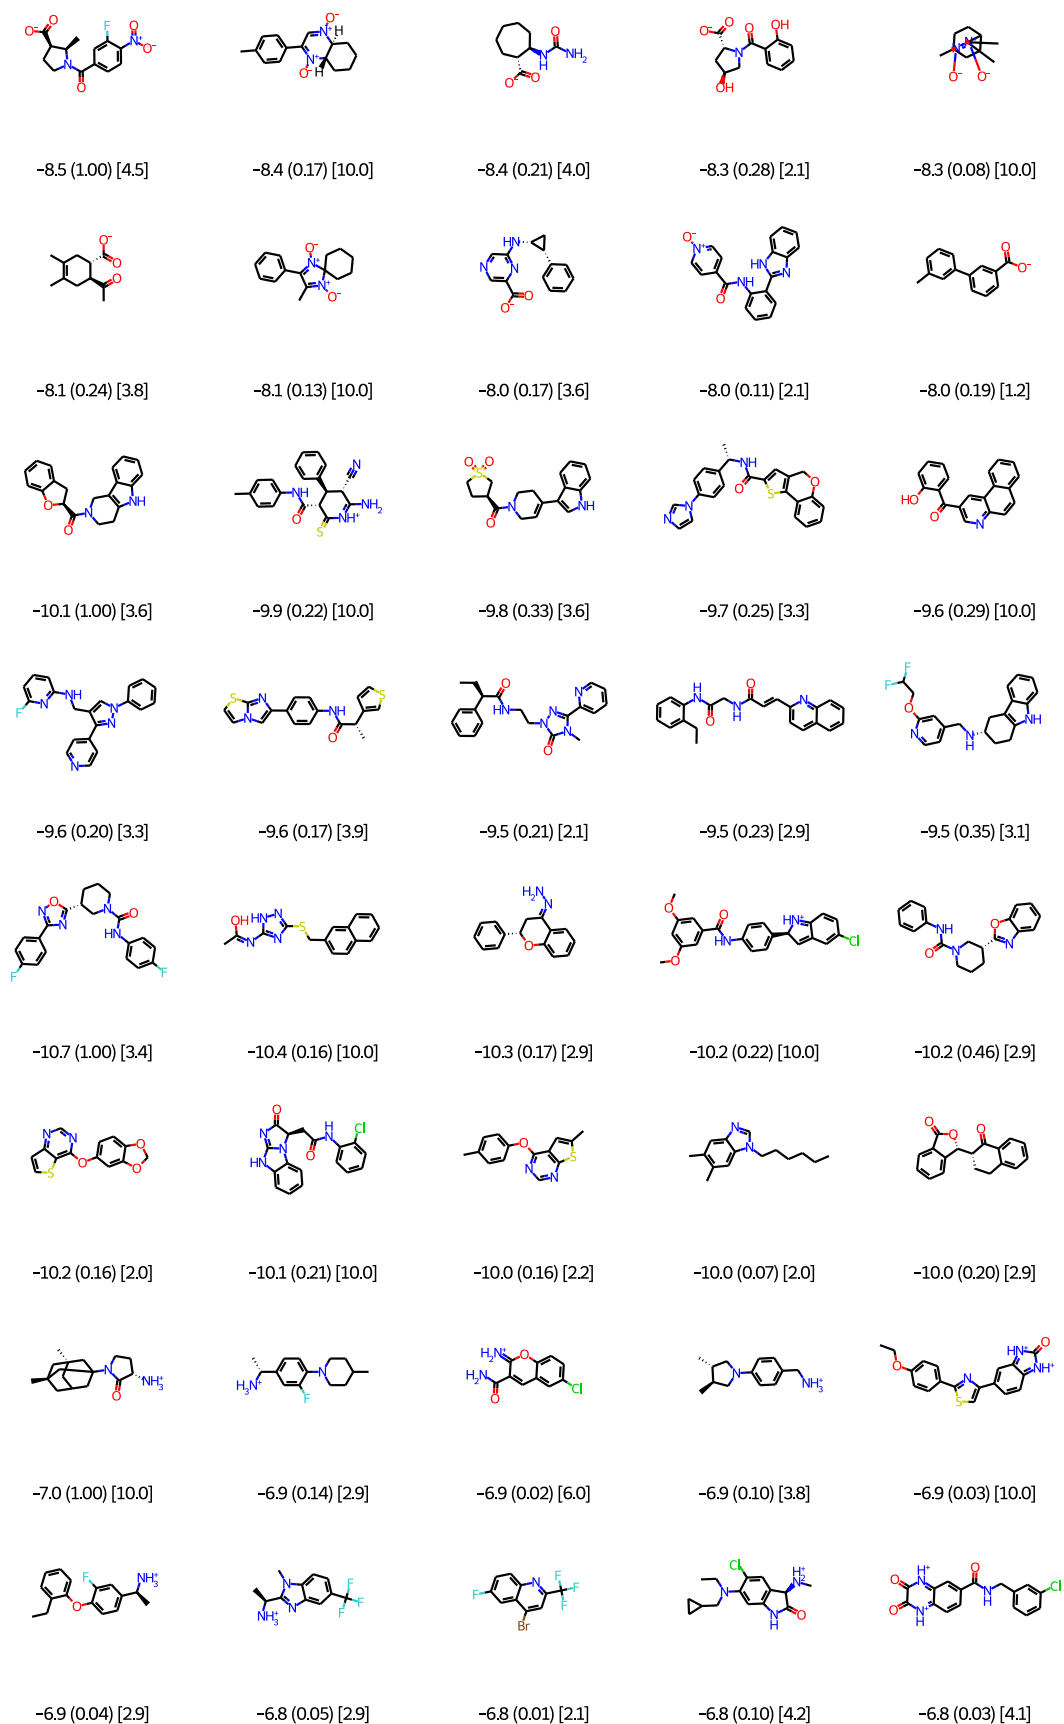 −8.5 (1.00) [4.5] −8.4 (0.17) [10.0] −8.4 (0.21) [4.0] −8.3 (0.28) [2.1] −8.3 (0.08) [10.0]
−8.1 (0.24) [3.8] −8.1 (0.13) [10.0] −8.0 (0.17) [3.6] −8.0 (0.11) [2.1] −8.0 (0.19) [1.2]
−10.1 (1.00) [3.6] −9.9 (0.22) [10.0] −9.8 (0.33) [3.6] −9.7 (0.25) [3.3] −9.6 (0.29) [10.0]
−9.6 (0.20) [3.3] −9.6 (0.17) [3.9] −9.5 (0.21) [2.1] −9.5 (0.23) [2.9] −9.5 (0.35) [3.1]
−10.7 (1.00) [3.4] −10.4 (0.16) [10.0] −10.3 (0.17) [2.9] −10.2 (0.22) [10.0] −10.2 (0.46) [2.9]
−10.2 (0.16) [2.0] −10.1 (0.21) [10.0] −10.0 (0.16) [2.2] −10.0 (0.07) [2.0] −10.0 (0.20) [2.9]
−7.0 (1.00) [10.0] −6.9 (0.14) [2.9] −6.9 (0.02) [6.0] −6.9 (0.10) [3.8] −6.9 (0.03) [10.0]
−6.9 (0.04) [2.9] −6.8 (0.05) [2.9] −6.8 (0.01) [2.1] −6.8 (0.10) [4.2] −6.8 (0.03) [4.1]